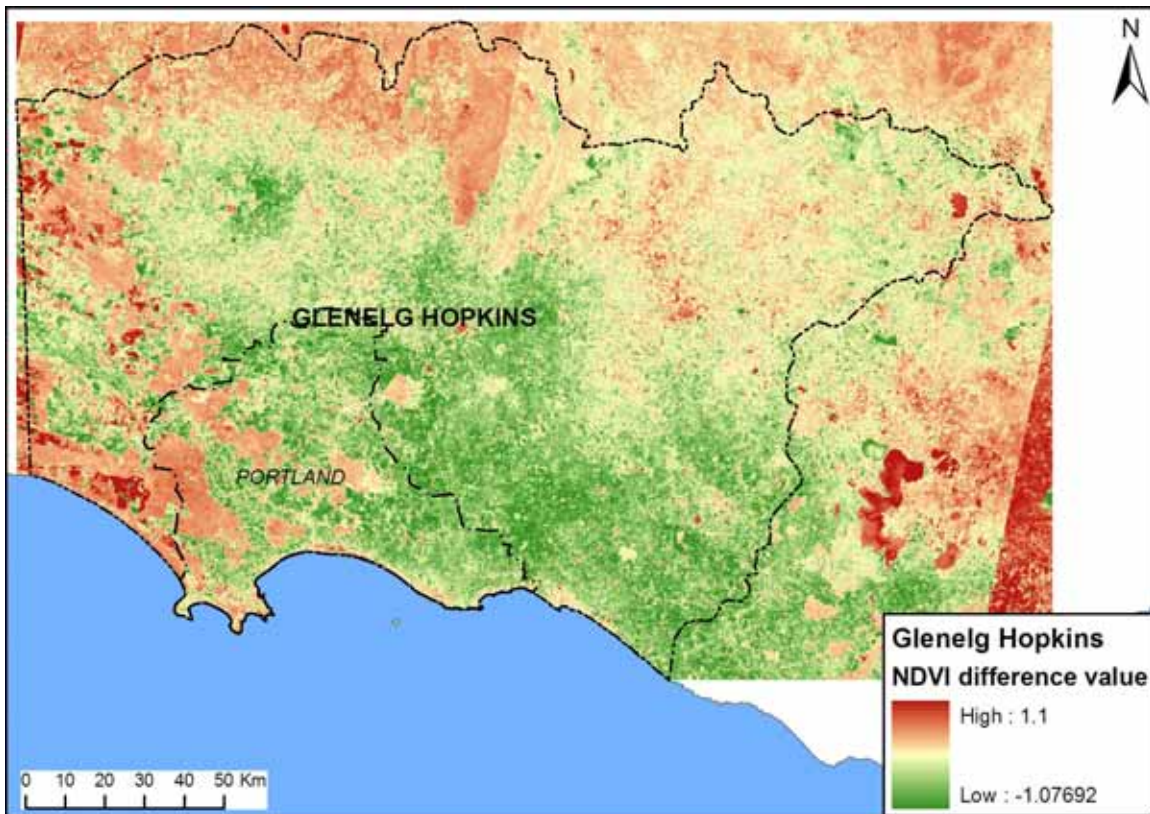 N
GLENELG HOPKINS
PORTLAND
Glenelg Hopkins
NDVI difference value
High : 1.1
Low : -1.07692
0 10 20 30 40 50 Km